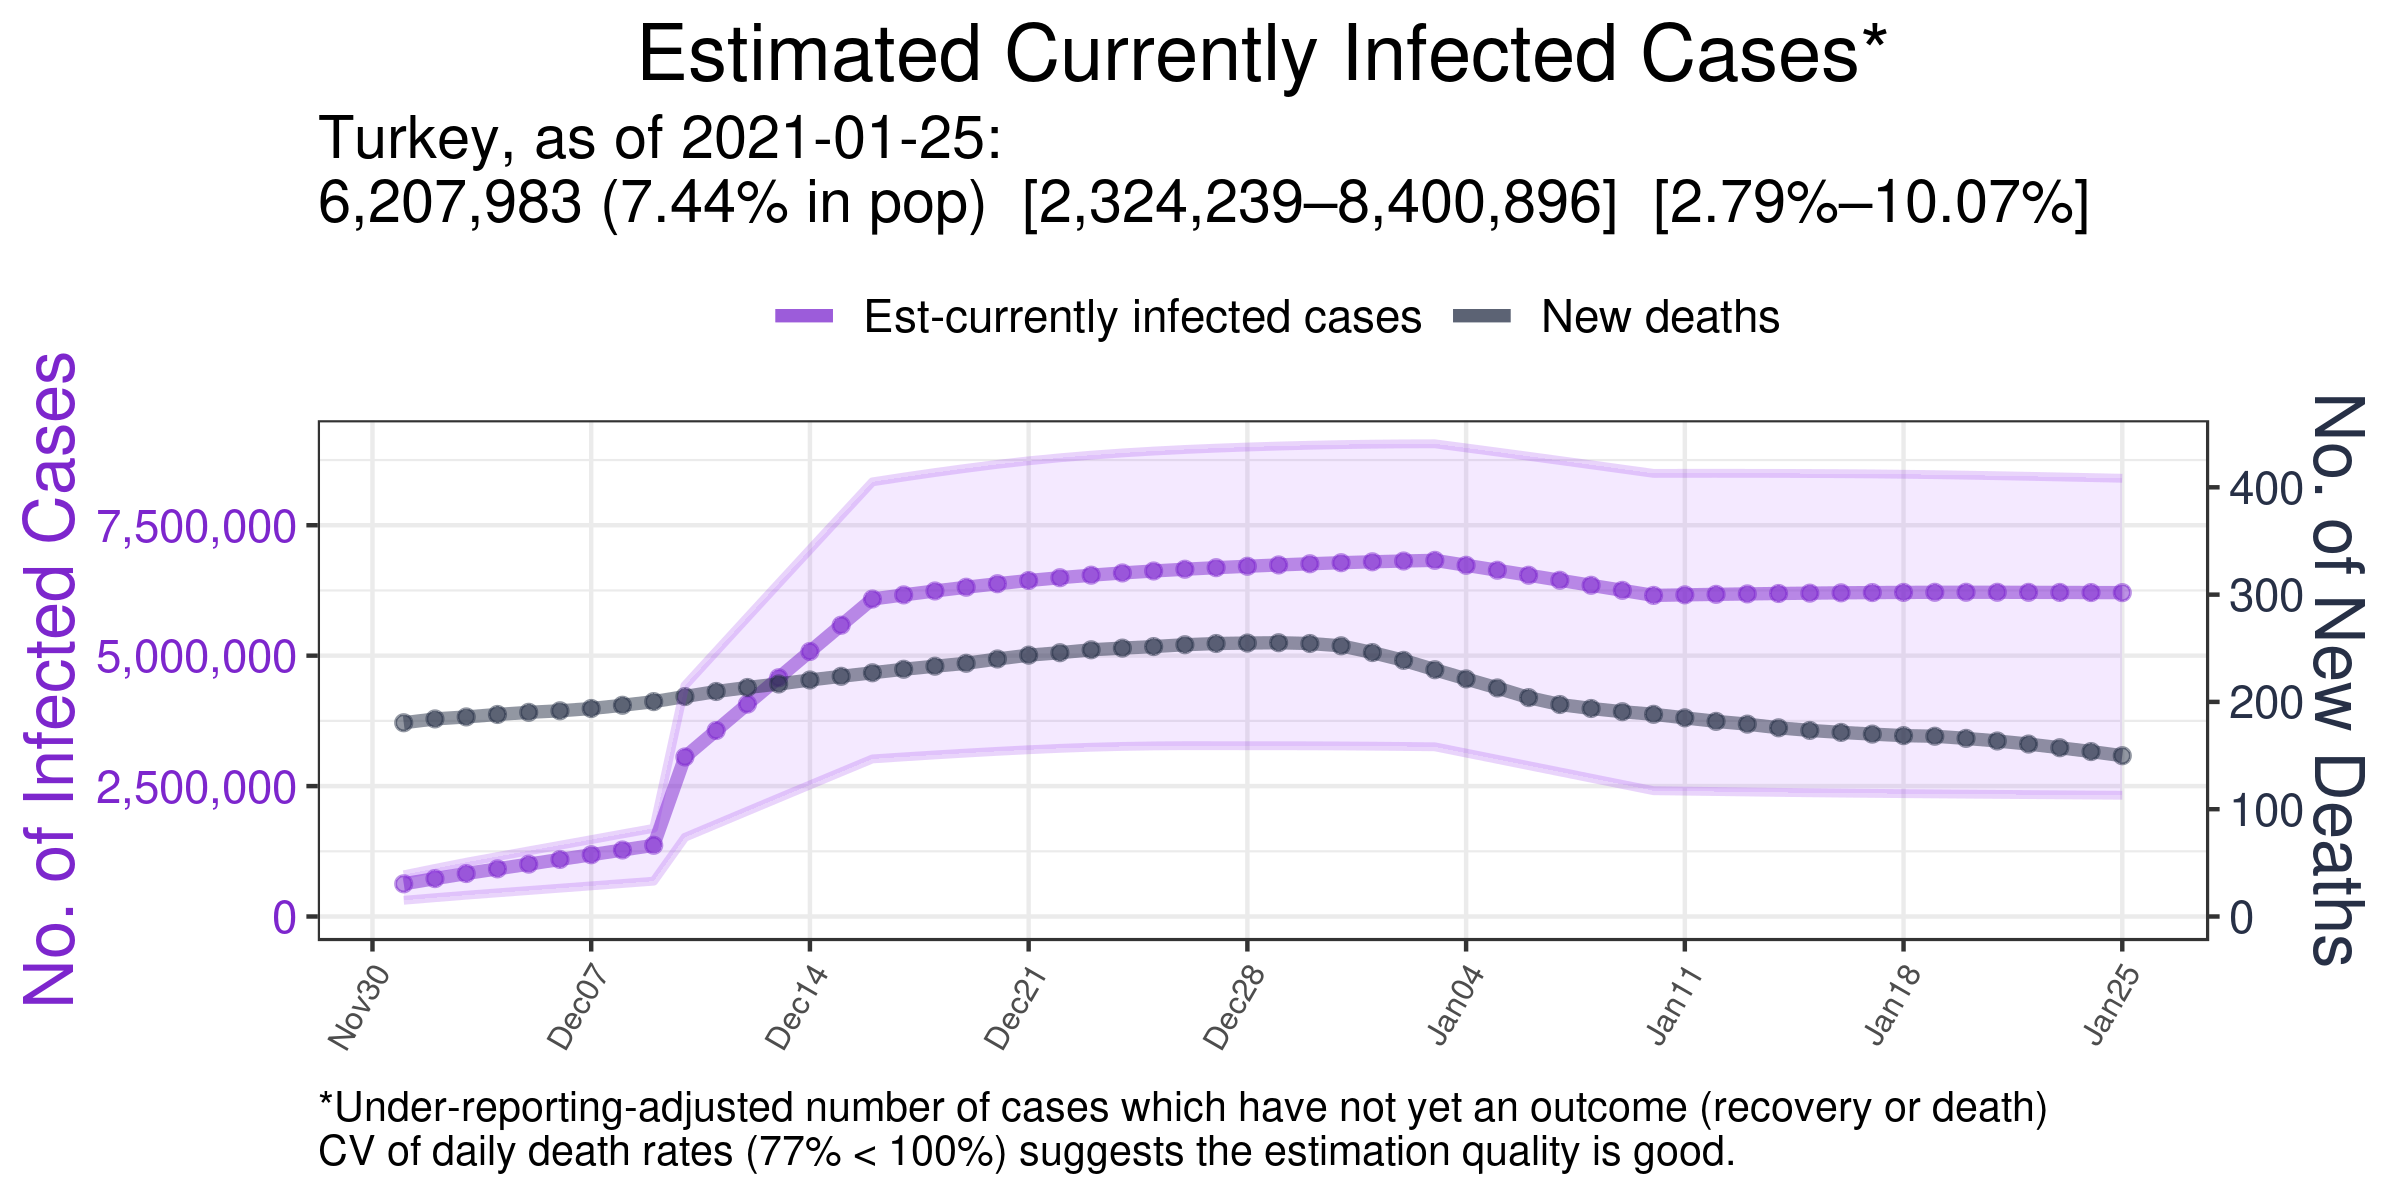 Estimated Currently Infected Cases*
Turkey, as of 2021-01-25:
6,207,983 (7.44% in pop) [2,324,239–8,400,896] [2.79%–10.07%]
Est-currently infected cases New deaths
No. of Infected Cases
7,500,000
5,000,000
2,500,000
0
400
300
200
100
0
No. of New Deaths
Nov30 Dec07 Dec14 Dec21 Dec28 Jan04 Jan11 Jan18 Jan25
*Under-reporting-adjusted number of cases which have not yet an outcome (recovery or death)
CV of daily death rates (77% < 100%) suggests the estimation quality is good.